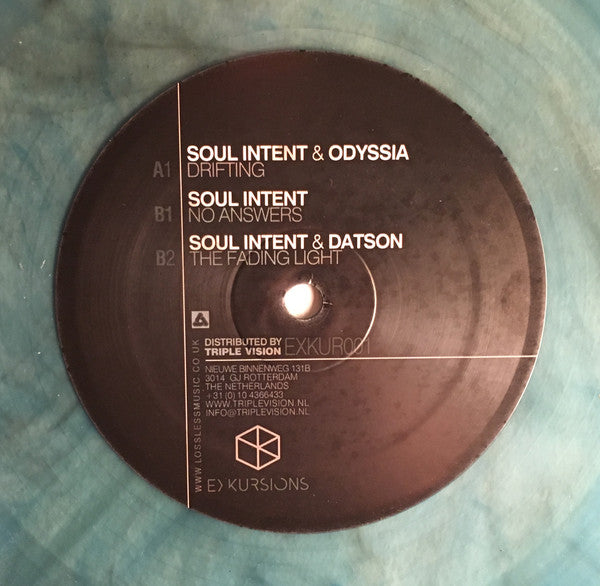 SOUL INTENT & ODYSSIA
A1 DRIFTING
SOUL INTENT
B1 NO ANSWERS
SOUL INTENT & DATSON
B2 THE FADING LIGHT
DISTRIBUTED BY
TRIPLE VISION EXKUR001
NIEUWE BINNENWEG 131B
3014 GJ ROTTERDAM
THE NETHERLANDS
+31 (0) 10 4366433
WWW.TRIPLEVISION.NL
INFO@TRIPLEVISION.NL
WWW.LOSSLESSMUSIC.CO.UK
EXKURSIONS